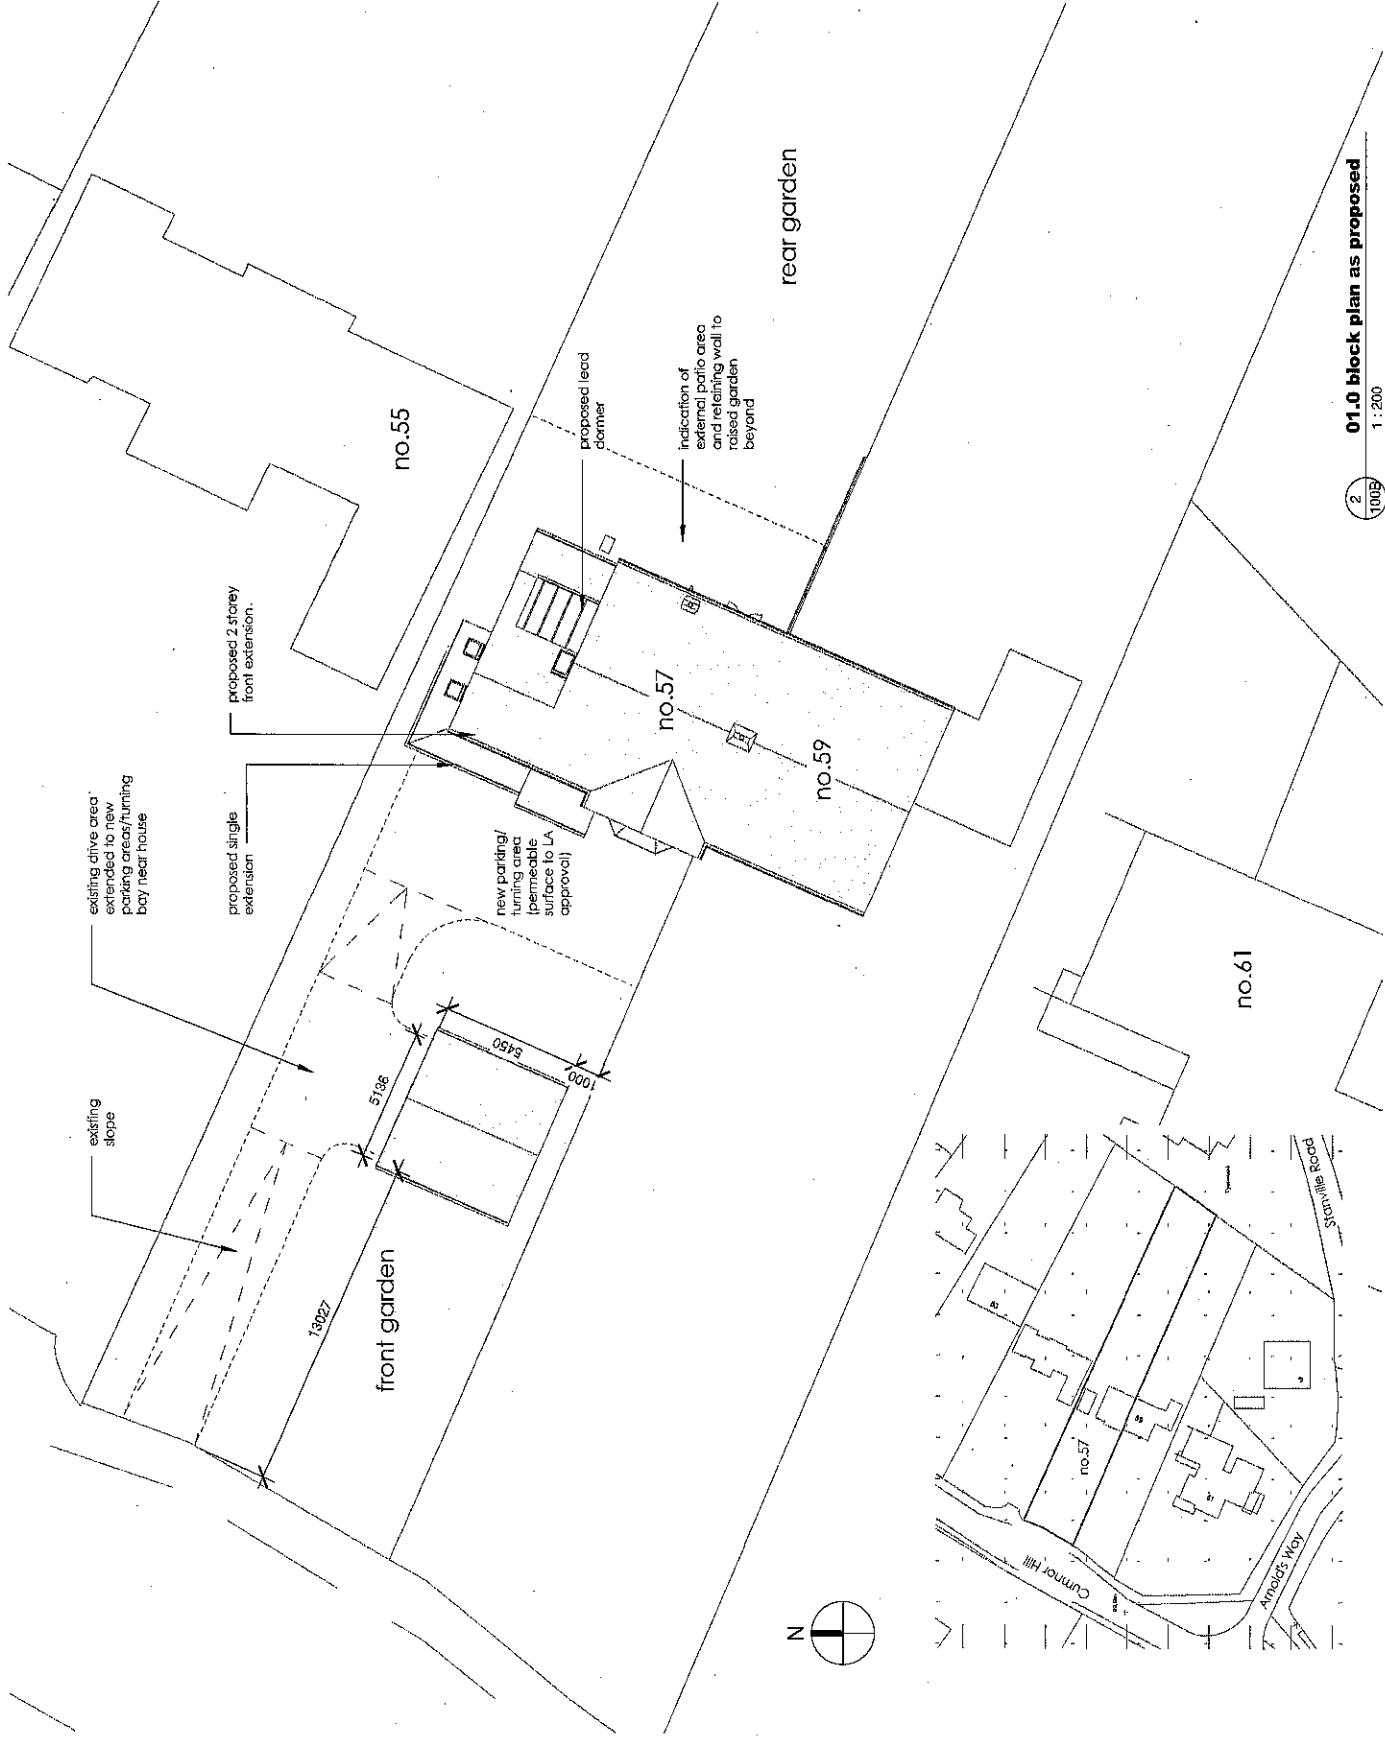 existing
slope
existing drive area
extended to new
parking areas/turning
bay near house
proposed single
extension
proposed 2 storey
front extension.
no.55
proposed lead
dormer
indication of
external patio area
and retaining wall to
raised garden
beyond
rear garden
new parking/
turning area
(permeable
surface to LA
approval)
no.57
no.59
no.61
5136
5450
1000
13027
front garden
N
Cumnor Hill
no.57
59
61
Arnold's Way
Stanville Road
2
100B
01.0 block plan as proposed
1 : 200